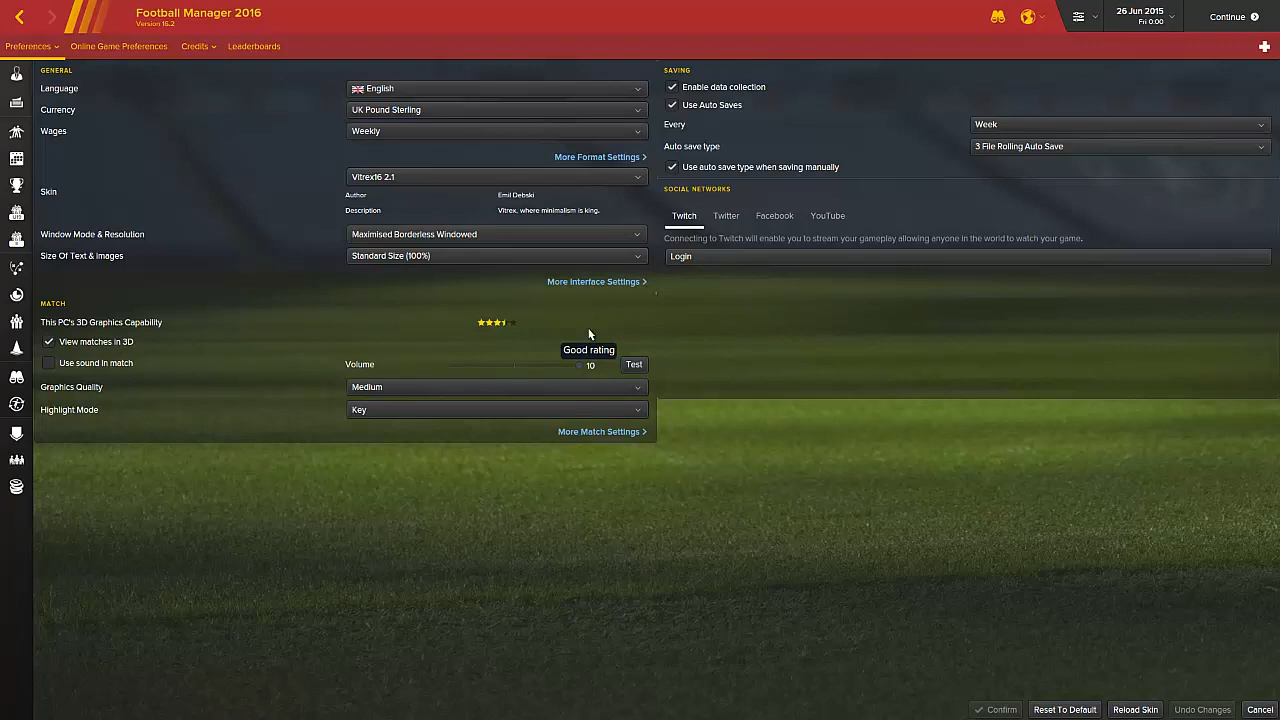 Football Manager 2016
Version 16.2
26 Jun 2015
Fri 0:00
Continue
Preferences
Online Game Preferences
Credits
Leaderboards
GENERAL
Language
English
Currency
UK Pound Sterling
Wages
Weekly
More Format Settings >
Skin
Vitrex16 2.1
Author
Emil Debski
Description
Vitrex, where minimalism is king.
Window Mode & Resolution
Maximised Borderless Windowed
Size Of Text & Images
Standard Size (100%)
More Interface Settings >
MATCH
This PC's 3D Graphics Capability
View matches in 3D
Good rating
Use sound in match
Volume
10
Test
Graphics Quality
Medium
Highlight Mode
Key
More Match Settings >
SAVING
Enable data collection
Use Auto Saves
Every
Week
Auto save type
3 File Rolling Auto Save
Use auto save type when saving manually
SOCIAL NETWORKS
Twitch
Twitter
Facebook
YouTube
Connecting to Twitch will enable you to stream your gameplay allowing anyone in the world to watch your game.
Login
Confirm
Reset To Default
Reload Skin
Undo Changes
Cancel